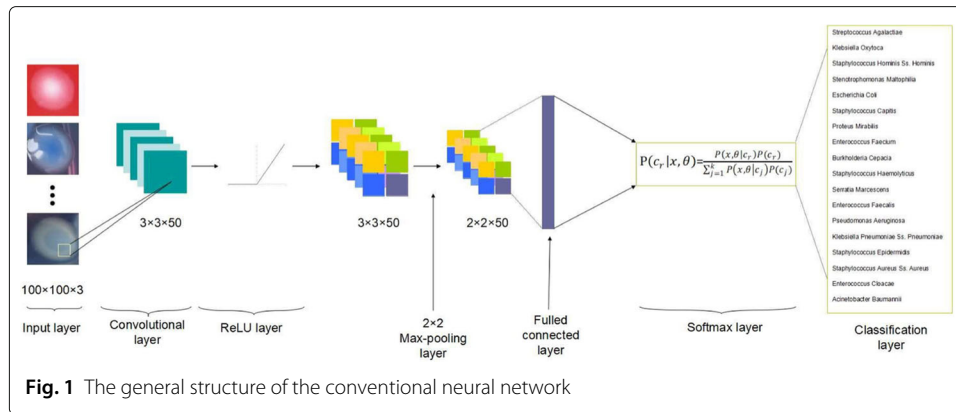 100×100×3
Input layer
3×3×50
Convolutional
layer
ReLU layer
3×3×50
2×2
Max-pooling
layer
2×2×50
Fulled
connected
layer
P(c_r|x, θ)=P(x,θ|c_r)P(c_r) / ∑_{j=1}^{k} P(x,θ|c_j)P(c_j)
Softmax layer
Streptococcus Agalactiae
Klebsiella Oxytoca
Staphylococcus Hominis Ss. Hominis
Stenotrophomonas Maltophilia
Escherichia Coli
Staphylococcus Capitis
Proteus Mirabilis
Enterococcus Faecium
Burkholderia Cepacia
Staphylococcus Haemolyticus
Serratia Marcescens
Enterococcus Faecalis
Pseudomonas Aeruginosa
Klebsiella Pneumoniae Ss. Pneumoniae
Staphylococcus Epidermidis
Staphylococcus Aureus Ss. Aureus
Enterococcus Cloacae
Acinetobacter Baumannii
Classification
layer
Fig. 1 The general structure of the conventional neural network